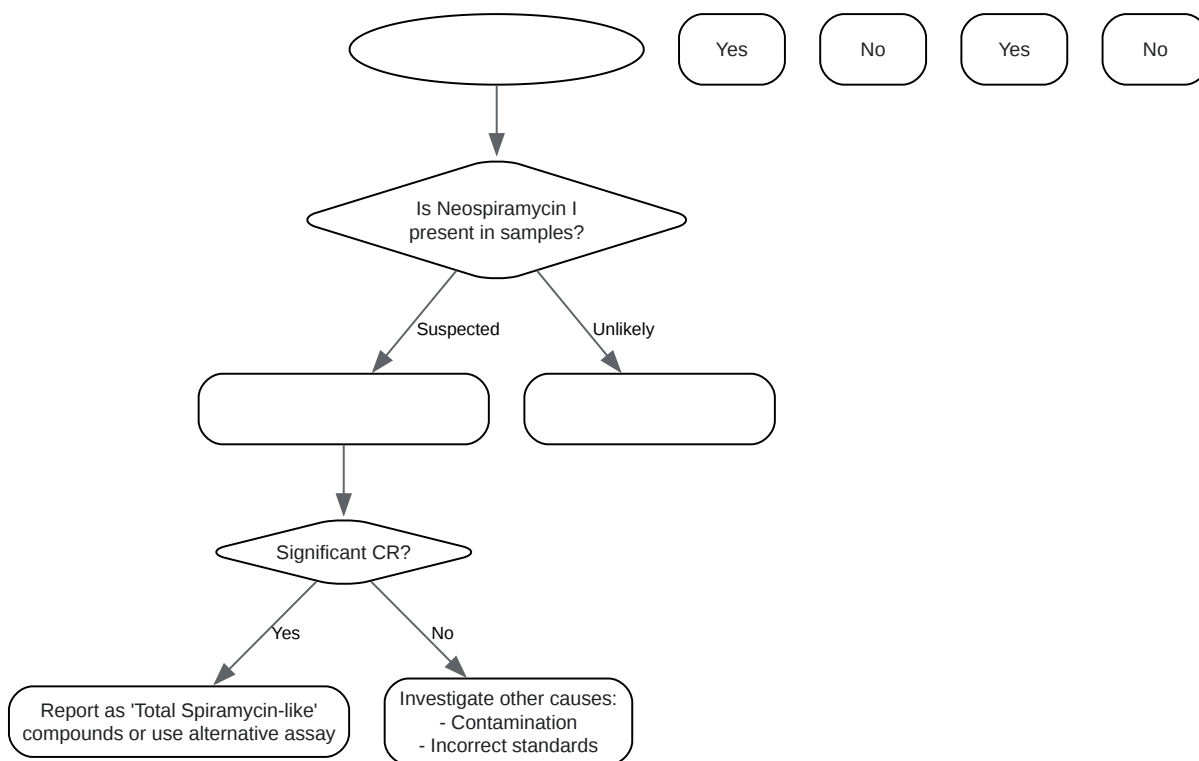 Yes
No
Yes
No
Is Neospiramycin I
present in samples?
Suspected
Unlikely
Significant CR?
Yes
No
Report as 'Total Spiramycin-like'
compounds or use alternative assay
Investigate other causes:
- Contamination
- Incorrect standards